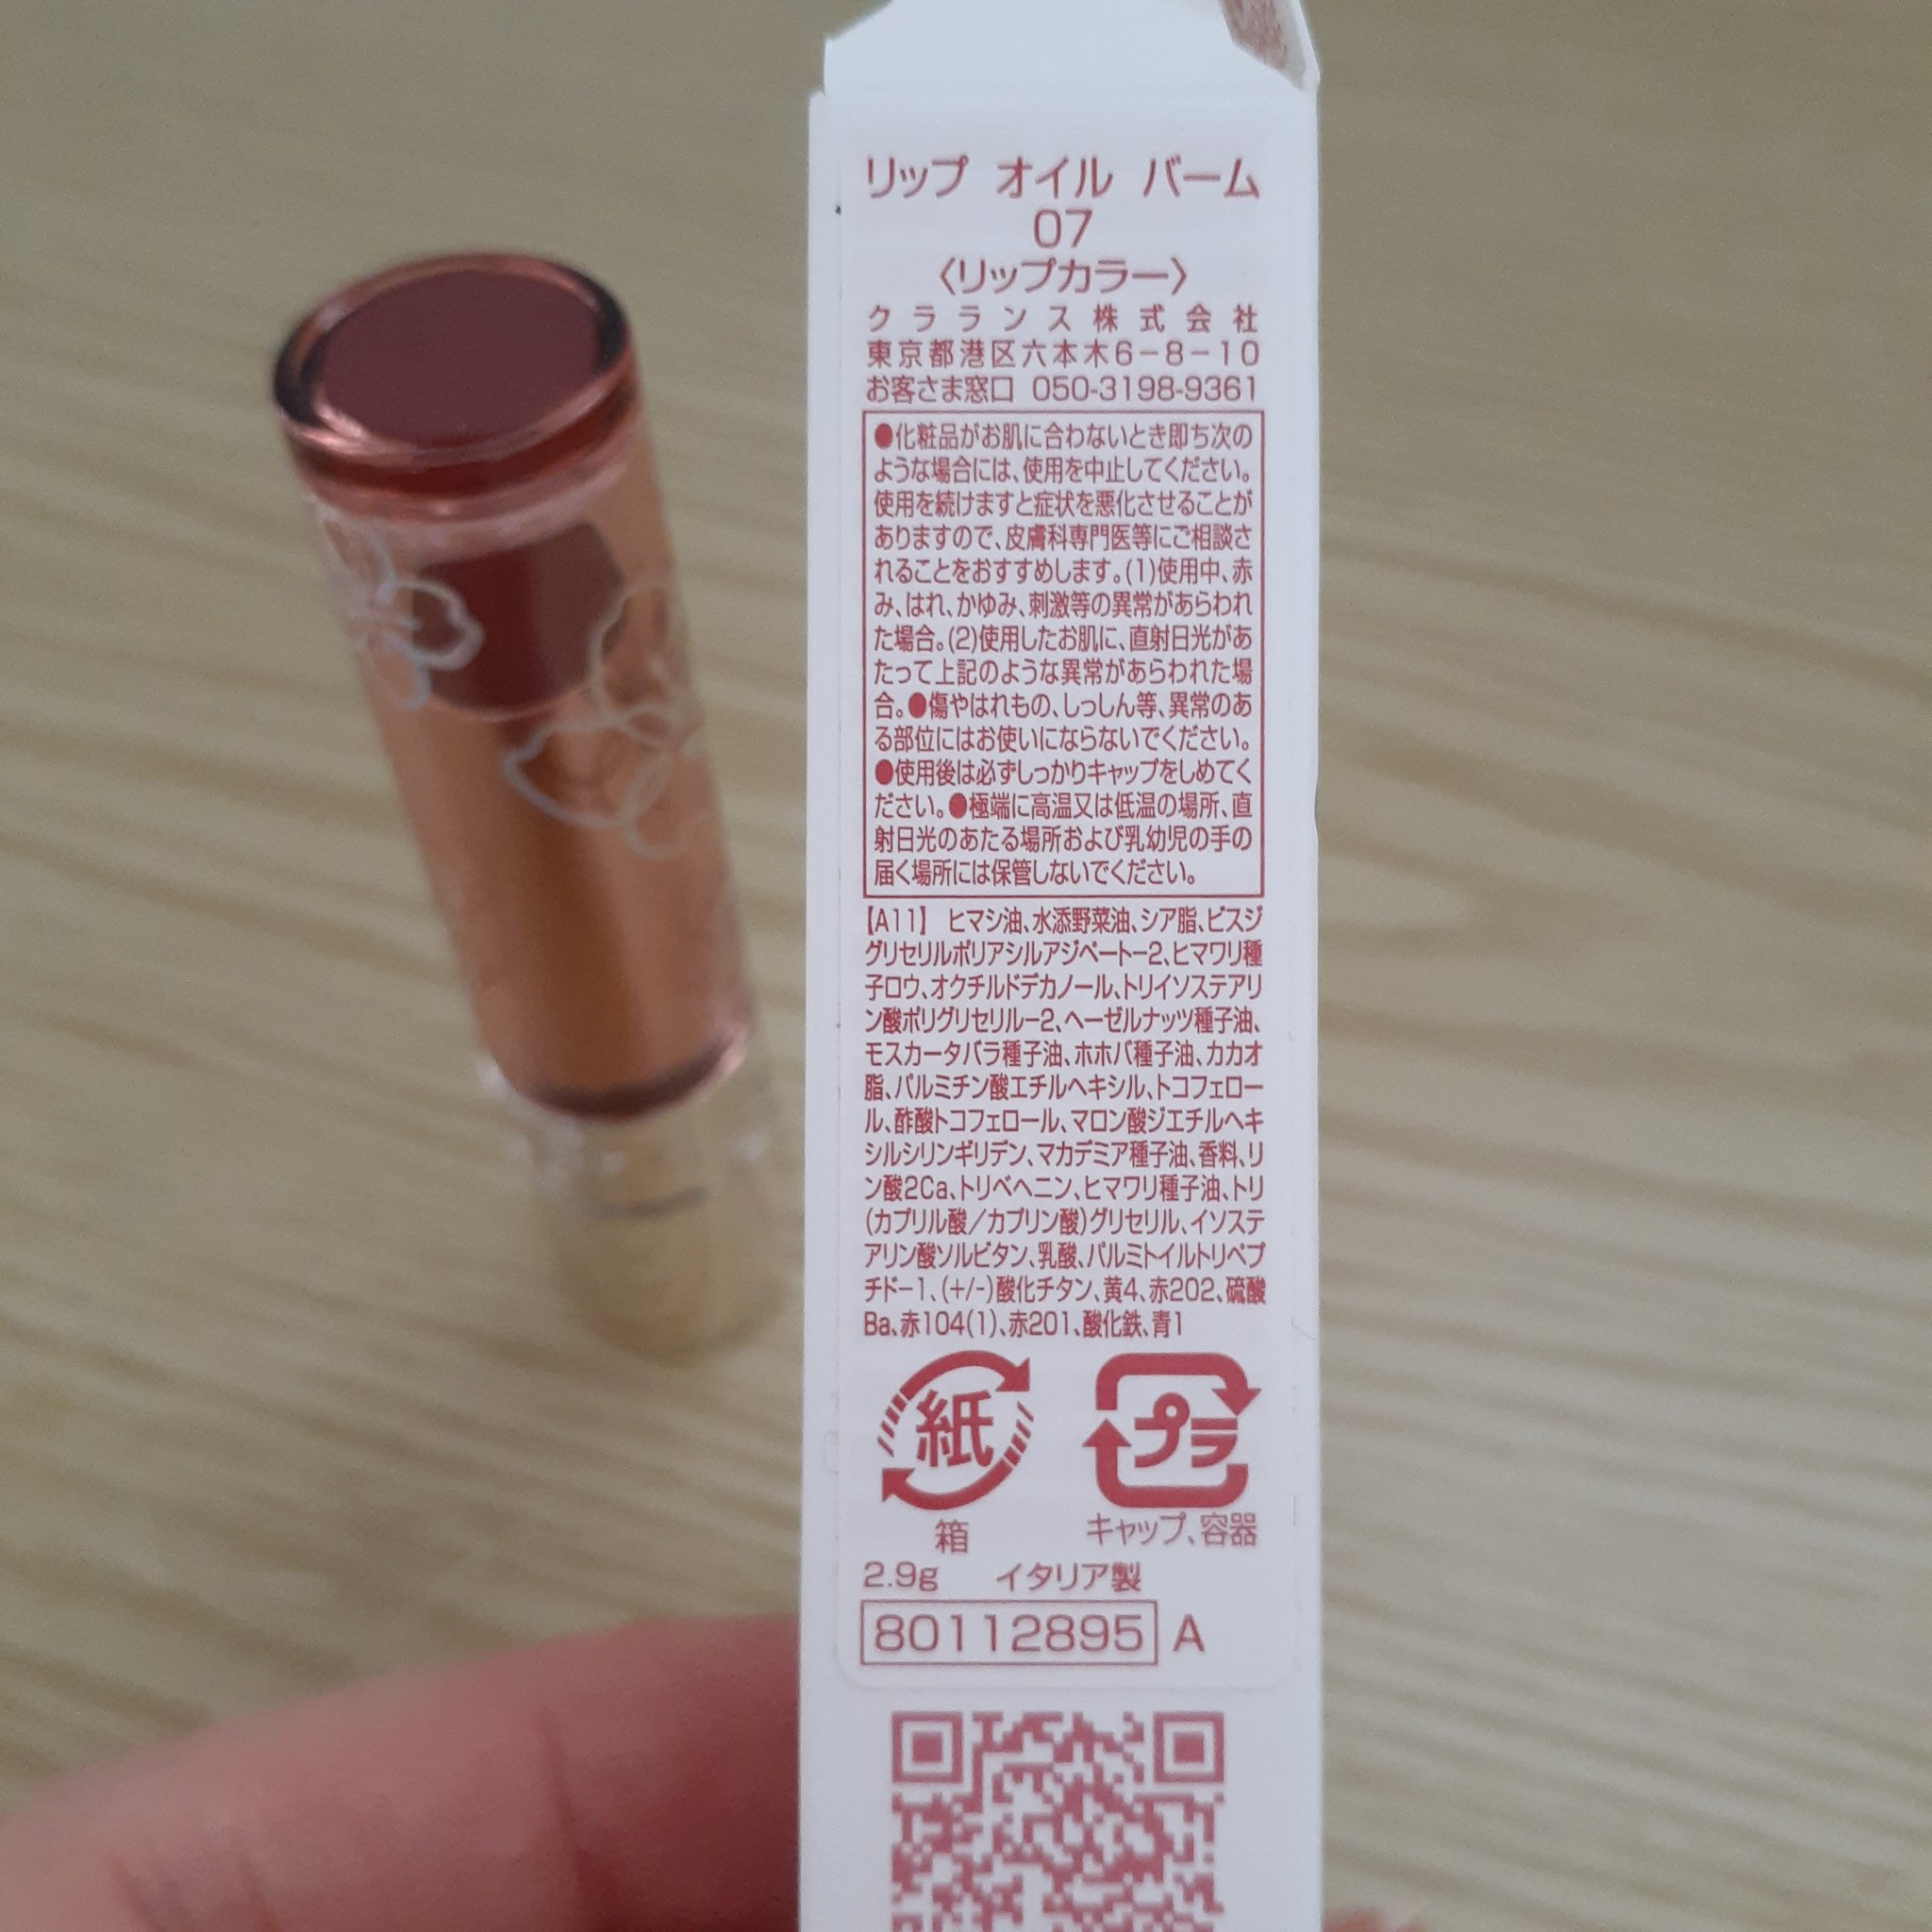 リップ オイル バーム
07
〈リップカラー〉
クラランス株式会社
東京都港区六本木6−8−10
お客さま窓口 050-3198-9361
●化粧品がお肌に合わないとき即ち次の
ような場合には、使用を中止してください。
使用を続けますと症状を悪化させることが
ありますので、皮膚科専門医等にご相談さ
れることをおすすめします。(1)使用中、赤
み、はれ、かゆみ、刺激等の異常があらわれ
た場合。(2)使用したお肌に、直射日光があ
たって上記のような異常があらわれた場
合。●傷やはれもの、しっしん等、異常のあ
る部位にはお使いにならないでください。
●使用後は必ずしっかりキャップをしめてく
ださい。●極端に高温又は低温の場所、直
射日光のあたる場所および乳幼児の手の
届く場所には保管しないでください。
【A11】 ヒマシ油、水添野菜油、シア脂、ビスジ
グリセリルポリアシルアジペート−2、ヒマワリ種
子ロウ、オクチルドデカノール、トリイソステアリ
ン酸ポリグリセリル−2、ヘーゼルナッツ種子油、
モスカータバラ種子油、ホホバ種子油、カカオ
脂、パルミチン酸エチルヘキシル、トコフェロー
ル、酢酸トコフェロール、マロン酸ジエチルヘキ
シルシリンギリデン、マカデミア種子油、香料、リ
ン酸2Ca、トリベヘニン、ヒマワリ種子油、トリ
(カプリル酸／カプリン酸)グリセリル、イソステ
アリン酸ソルビタン、乳酸、パルミトイルトリペプ
チド−1、(+/-)酸化チタン、黄4、赤202、硫酸
Ba、赤104(1)、赤201、酸化鉄、青1
紙 プラ
箱 キャップ、容器
2.9g イタリア製
80112895 A